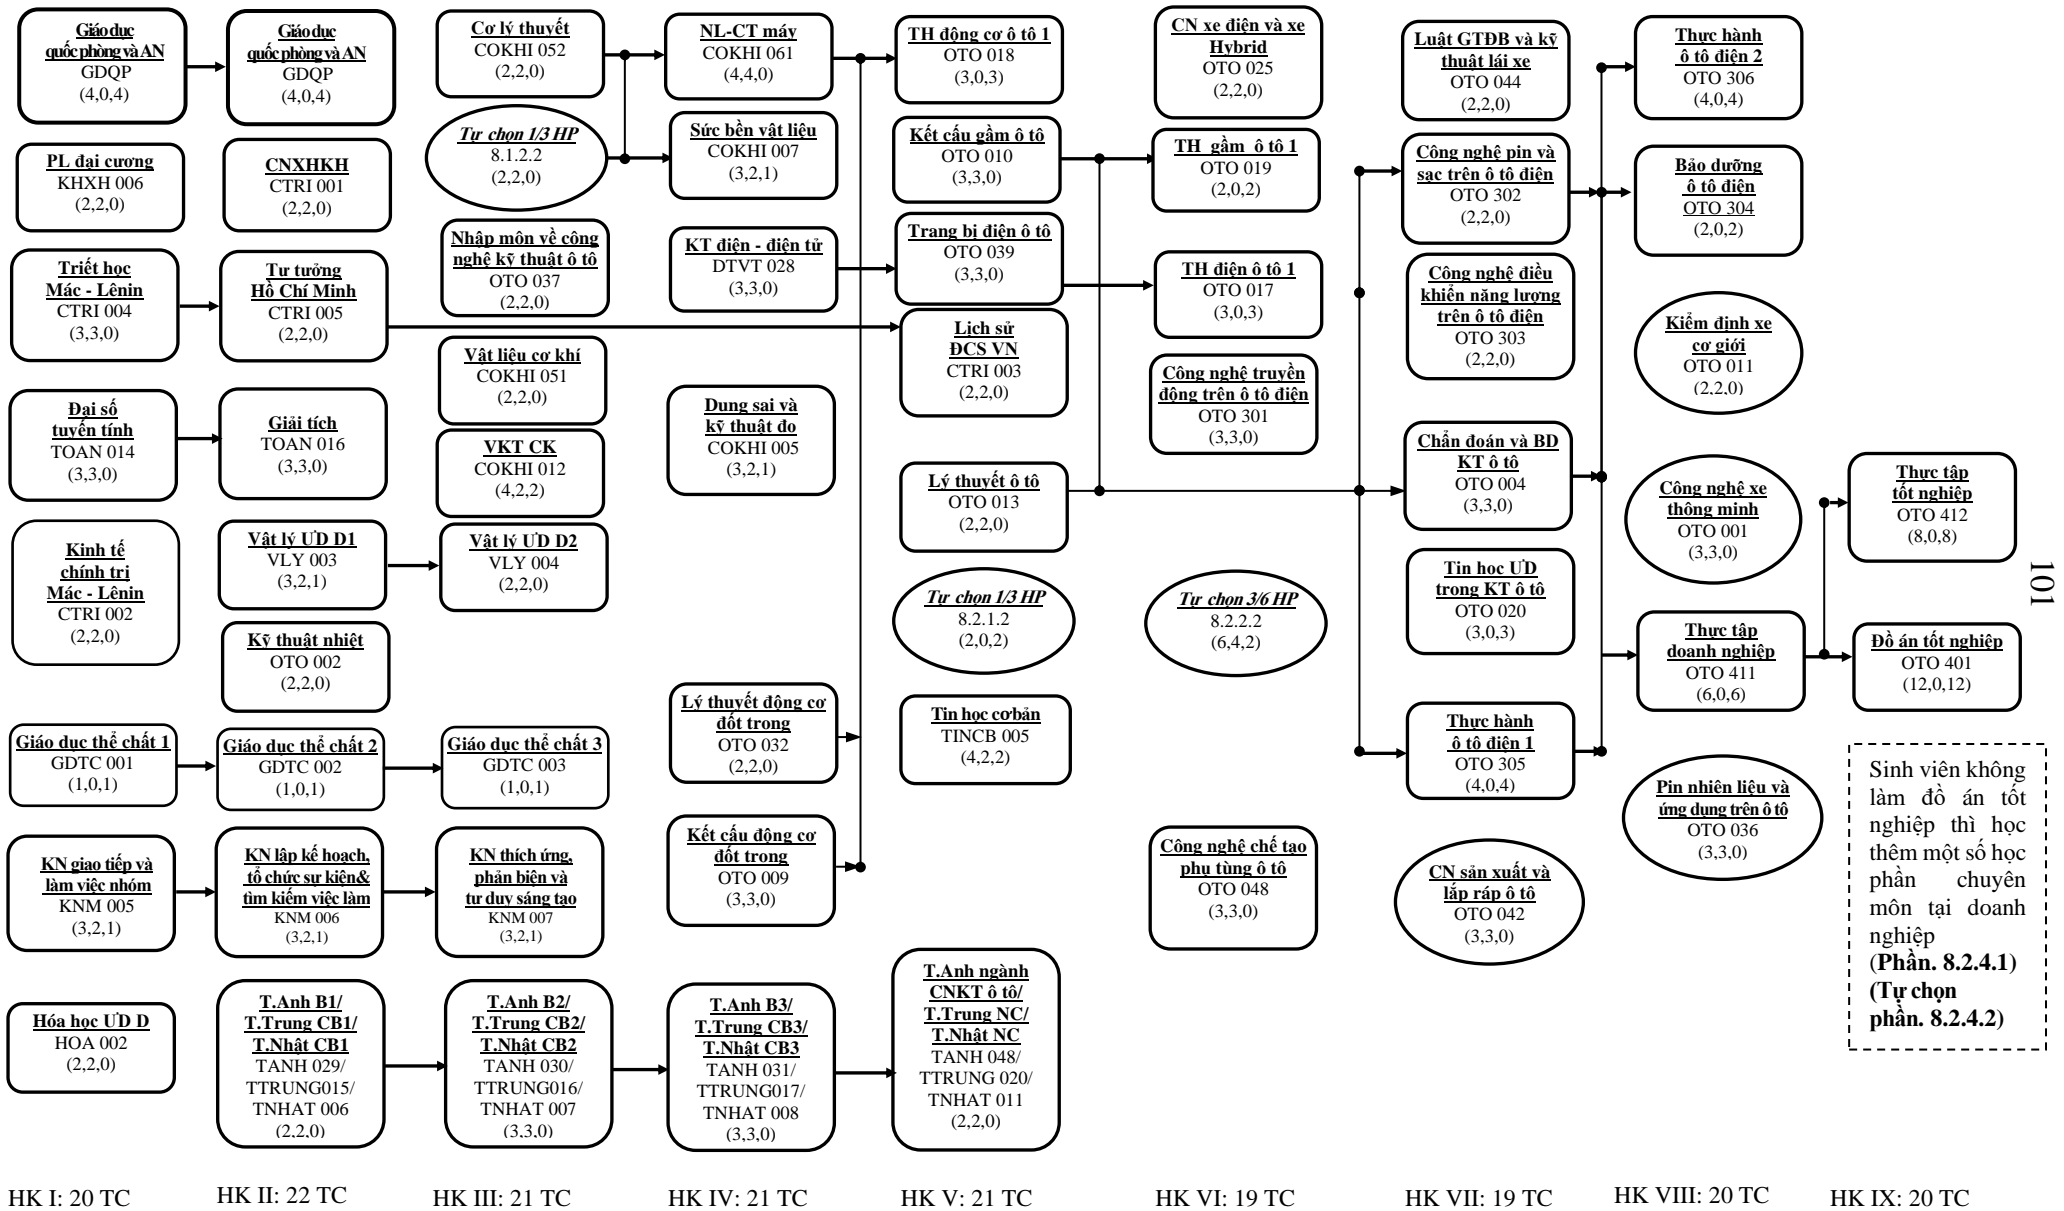 Giáo dục
quốc phòng và AN
GDQP
(4,0,4)
PL đại cương
KHXH 006
(2,2,0)
Triết học
Mác - Lênin
CTRI 004
(3,3,0)
Đại số
tuyến tính
TOAN 014
(3,3,0)
Kinh tế
chính trị
Mác - Lênin
CTRI 002
(2,2,0)
Giáo dục thể chất 1
GDTC 001
(1,0,1)
KN giao tiếp và
làm việc nhóm
KNM 005
(3,2,1)
Hóa học ƯD D
HOA 002
(2,2,0)
HK I: 20 TC
Giáo dục
quốc phòng và AN
GDQP
(4,0,4)
CNXHKH
CTRI 001
(2,2,0)
Tư tưởng
Hồ Chí Minh
CTRI 005
(2,2,0)
Giải tích
TOAN 016
(3,3,0)
Vật lý ƯD D1
VLY 003
(3,2,1)
Kỹ thuật nhiệt
OTO 002
(2,2,0)
Giáo dục thể chất 2
GDTC 002
(1,0,1)
KN lập kế hoạch,
tổ chức sự kiện&
tìm kiếm việc làm
KNM 006
(3,2,1)
T.Anh B1/
T.Trung CB1/
T.Nhật CB1
TANH 029/
TTRUNG015/
TNHAT 006
(2,2,0)
HK II: 22 TC
Cơ lý thuyết
COKHI 052
(2,2,0)
Tự chọn 1/3 HP
8.1.2.2
(2,2,0)
Nhập môn về công
nghệ kỹ thuật ô tô
OTO 037
(2,2,0)
Vật liệu cơ khí
COKHI 051
(2,2,0)
VKT CK
COKHI 012
(4,2,2)
Vật lý ƯD D2
VLY 004
(2,2,0)
Giáo dục thể chất 3
GDTC 003
(1,0,1)
KN thích ứng,
phản biện và
tư duy sáng tạo
KNM 007
(3,2,1)
T.Anh B2/
T.Trung CB2/
T.Nhật CB2
TANH 030/
TTRUNG016/
TNHAT 007
(3,3,0)
HK III: 21 TC
NL-CT máy
COKHI 061
(4,4,0)
Sức bền vật liệu
COKHI 007
(3,2,1)
KT điện - điện tử
DTVT 028
(3,3,0)
Dung sai và
kỹ thuật đo
COKHI 005
(3,2,1)
Lý thuyết động cơ
đốt trong
OTO 032
(2,2,0)
Kết cấu động cơ
đốt trong
OTO 009
(3,3,0)
T.Anh B3/
T.Trung CB3/
T.Nhật CB3
TANH 031/
TTRUNG017/
TNHAT 008
(3,3,0)
HK IV: 21 TC
TH động cơ ô tô 1
OTO 018
(3,0,3)
Kết cấu gầm ô tô
OTO 010
(3,3,0)
Trang bị điện ô tô
OTO 039
(3,3,0)
Lịch sử
ĐCS VN
CTRI 003
(2,2,0)
Lý thuyết ô tô
OTO 013
(2,2,0)
Tự chọn 1/3 HP
8.2.1.2
(2,0,2)
Tin học cơ bản
TINCB 005
(4,2,2)
T.Anh ngành
CNKT ô tô/
T.Trung NC/
T.Nhật NC
TANH 048/
TTRUNG 020/
TNHAT 011
(2,2,0)
HK V: 21 TC
CN xe điện và xe
Hybrid
OTO 025
(2,2,0)
TH gầm ô tô 1
OTO 019
(2,0,2)
TH điện ô tô 1
OTO 017
(3,0,3)
Công nghệ truyền
động trên ô tô điện
OTO 301
(3,3,0)
Tự chọn 3/6 HP
8.2.2.2
(6,4,2)
Công nghệ chế tạo
phụ tùng ô tô
OTO 048
(3,3,0)
HK VI: 19 TC
Luật GTĐB và kỹ
thuật lái xe
OTO 044
(2,2,0)
Công nghệ pin và
sạc trên ô tô điện
OTO 302
(2,2,0)
Công nghệ điều
khiển năng lượng
trên ô tô điện
OTO 303
(2,2,0)
Chẩn đoán và BD
KT ô tô
OTO 004
(3,3,0)
Tin học ƯD
trong KT ô tô
OTO 020
(3,0,3)
Thực hành
ô tô điện 1
OTO 305
(4,0,4)
CN sản xuất và
lắp ráp ô tô
OTO 042
(3,3,0)
HK VII: 19 TC
Thực hành
ô tô điện 2
OTO 306
(4,0,4)
Bảo dưỡng
ô tô điện
OTO 304
(2,0,2)
Kiểm định xe
cơ giới
OTO 011
(2,2,0)
Công nghệ xe
thông minh
OTO 001
(3,3,0)
Thực tập
doanh nghiệp
OTO 411
(6,0,6)
Pin nhiên liệu và
ứng dụng trên ô tô
OTO 036
(3,3,0)
HK VIII: 20 TC
Thực tập
tốt nghiệp
OTO 412
(8,0,8)
Đồ án tốt nghiệp
OTO 401
(12,0,12)
Sinh viên không
làm đồ án tốt
nghiệp thì học
thêm một số học
phần chuyên
môn tại doanh
nghiệp
(Phần. 8.2.4.1)
(Tự chọn
phần. 8.2.4.2)
HK IX: 20 TC
101